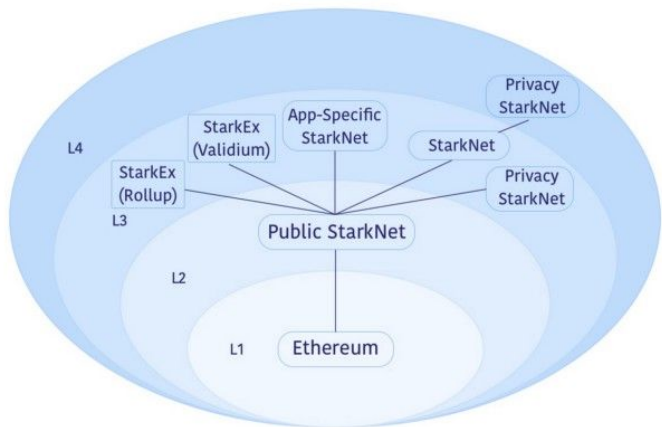 Privacy
StarkNet
App-Specific
StarkNet
StarkEx
(Validium)
StarkNet
L4
StarkEx
(Rollup)
Privacy
StarkNet
L3
Public StarkNet
L2
L1
Ethereum